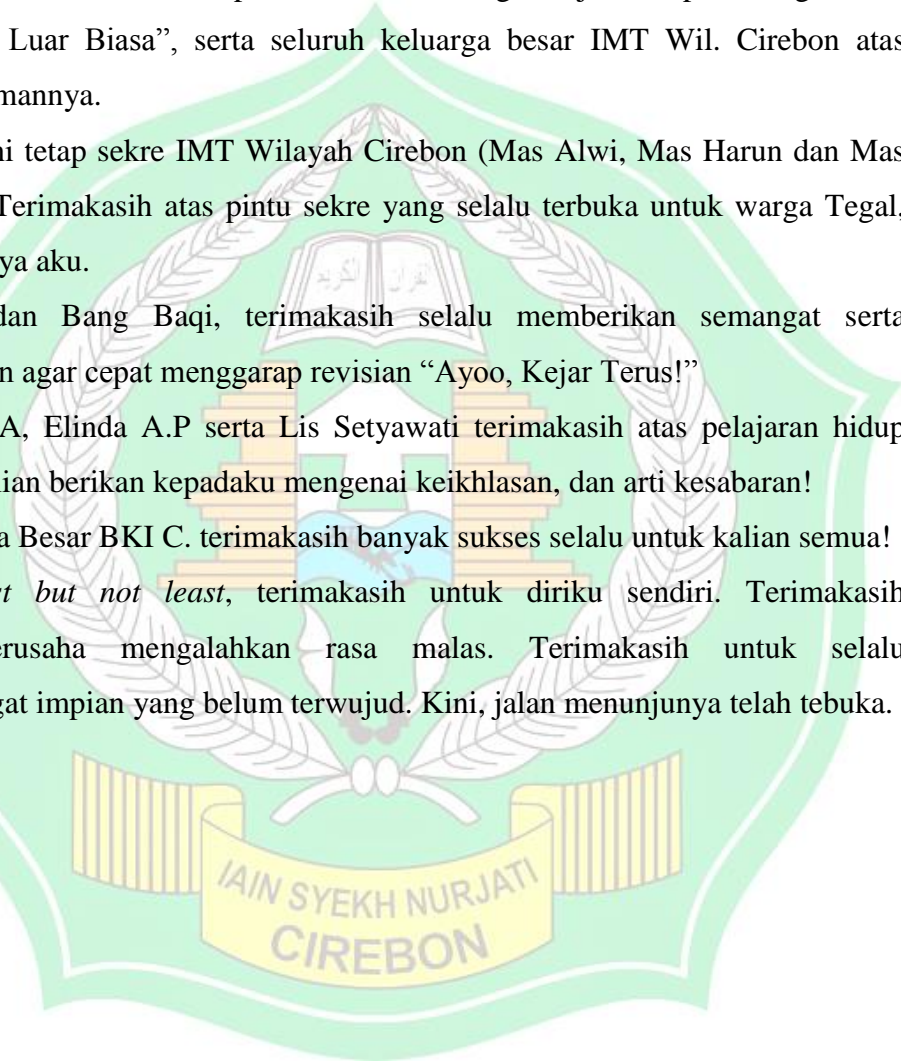 Luar Biasa”, serta seluruh keluarga besar IMT Wil. Cirebon atas
mannya.
ni tetap sekre IMT Wilayah Cirebon (Mas Alwi, Mas Harun dan Mas
Terimakasih atas pintu sekre yang selalu terbuka untuk warga Tegal,
ya aku.
dan Bang Baqi, terimakasih selalu memberikan semangat serta
n agar cepat menggarap revisian “Ayoo, Kejar Terus!”
A, Elinda A.P serta Lis Setyawati terimakasih atas pelajaran hidup
lian berikan kepadaku mengenai keikhlasan, dan arti kesabaran!
a Besar BKI C. terimakasih banyak sukses selalu untuk kalian semua!
t but not least, terimakasih untuk diriku sendiri. Terimakasih
erusaha mengalahkan rasa malas. Terimakasih untuk selalu
gat impian yang belum terwujud. Kini, jalan menunjunya telah tebuka.
IAIN SYEKH NURJATI
CIREBON